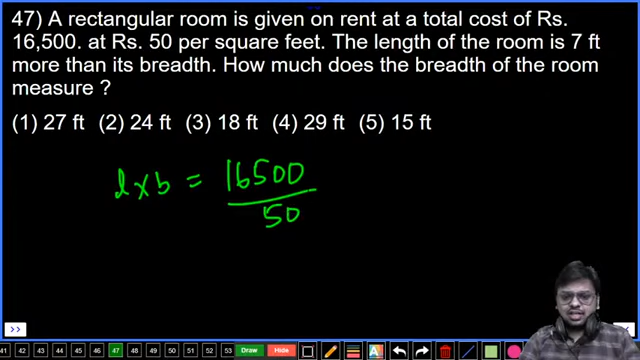 47) A rectangular room is given on rent at a total cost of Rs.
16,500. at Rs. 50 per square feet. The length of the room is 7 ft
more than its breadth. How much does the breadth of the room
measure ?
(1) 27 ft (2) 24 ft (3) 18 ft (4) 29 ft (5) 15 ft
l x b = 16500
50
>>
41 42 43 44 45 46 47 48 49 50 51 52 53 Draw Hide A